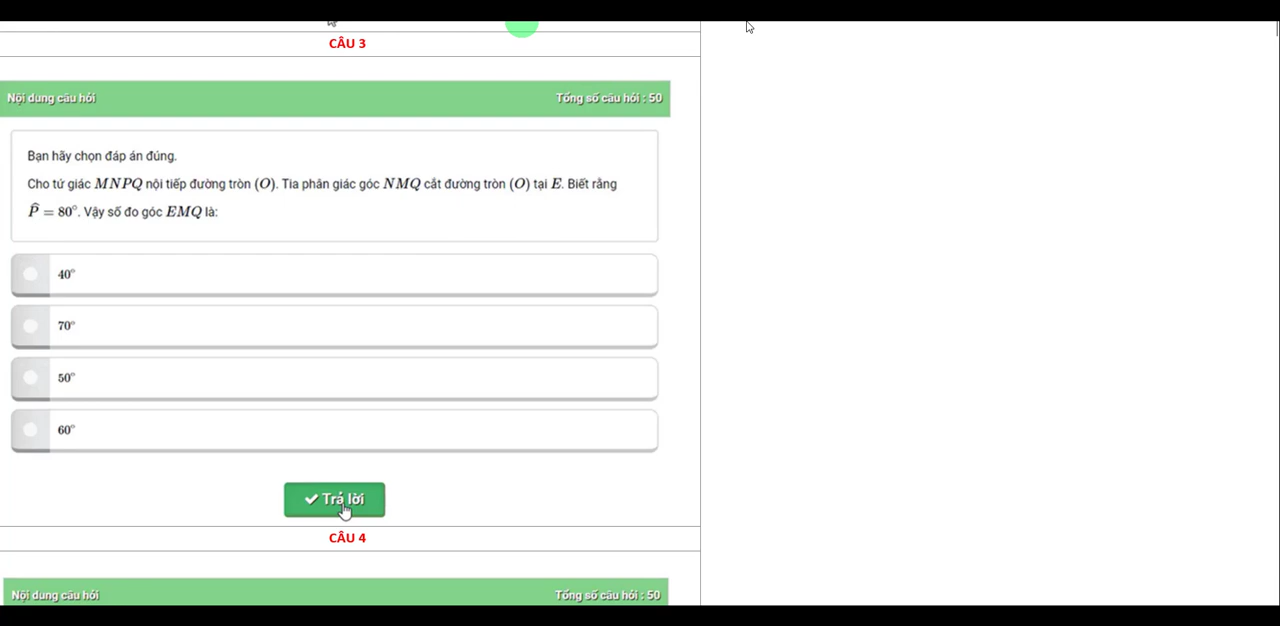 CÂU 3
Nội dung câu hỏi
Tổng số câu hỏi : 50
Bạn hãy chọn đáp án đúng.
Cho tứ giác MNPQ nội tiếp đường tròn (O). Tia phân giác góc NMQ cắt đường tròn (O) tại E. Biết rằng
P̂ = 80°. Vậy số đo góc EMQ là:
40°
70°
50°
60°
Trả lời
CÂU 4
Nội dung câu hỏi
Tổng số câu hỏi : 50